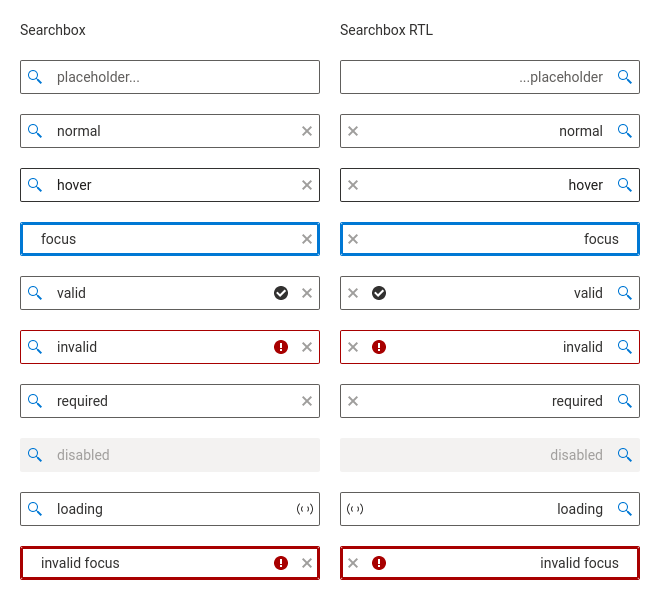 Searchbox
Searchbox RTL
placeholder...
...placeholder
normal
normal
hover
hover
focus
focus
valid
valid
invalid
invalid
required
required
disabled
disabled
loading
loading
invalid focus
invalid focus